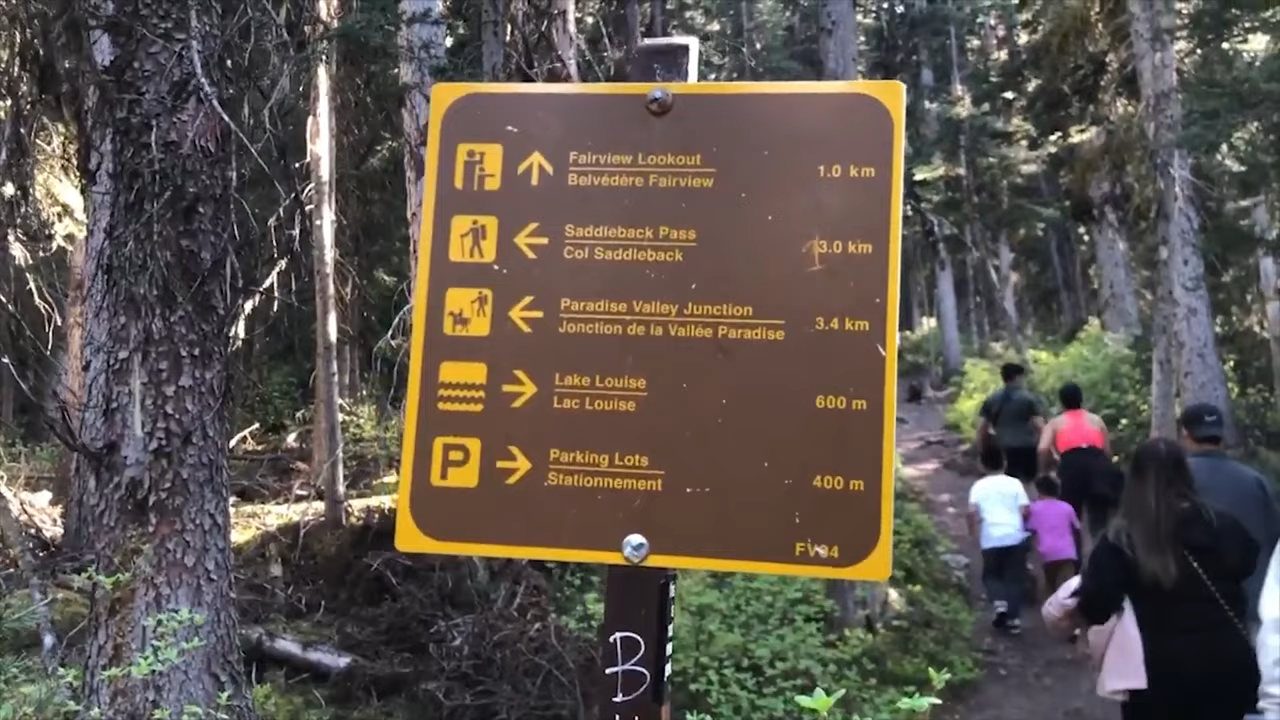 Fairview Lookout
Belvédère Fairview
1.0 km
Saddleback Pass
Col Saddleback
3.0 km
Paradise Valley Junction
Jonction de la Vallée Paradise
3.4 km
Lake Louise
Lac Louise
600 m
P
Parking Lots
Stationnement
400 m
B